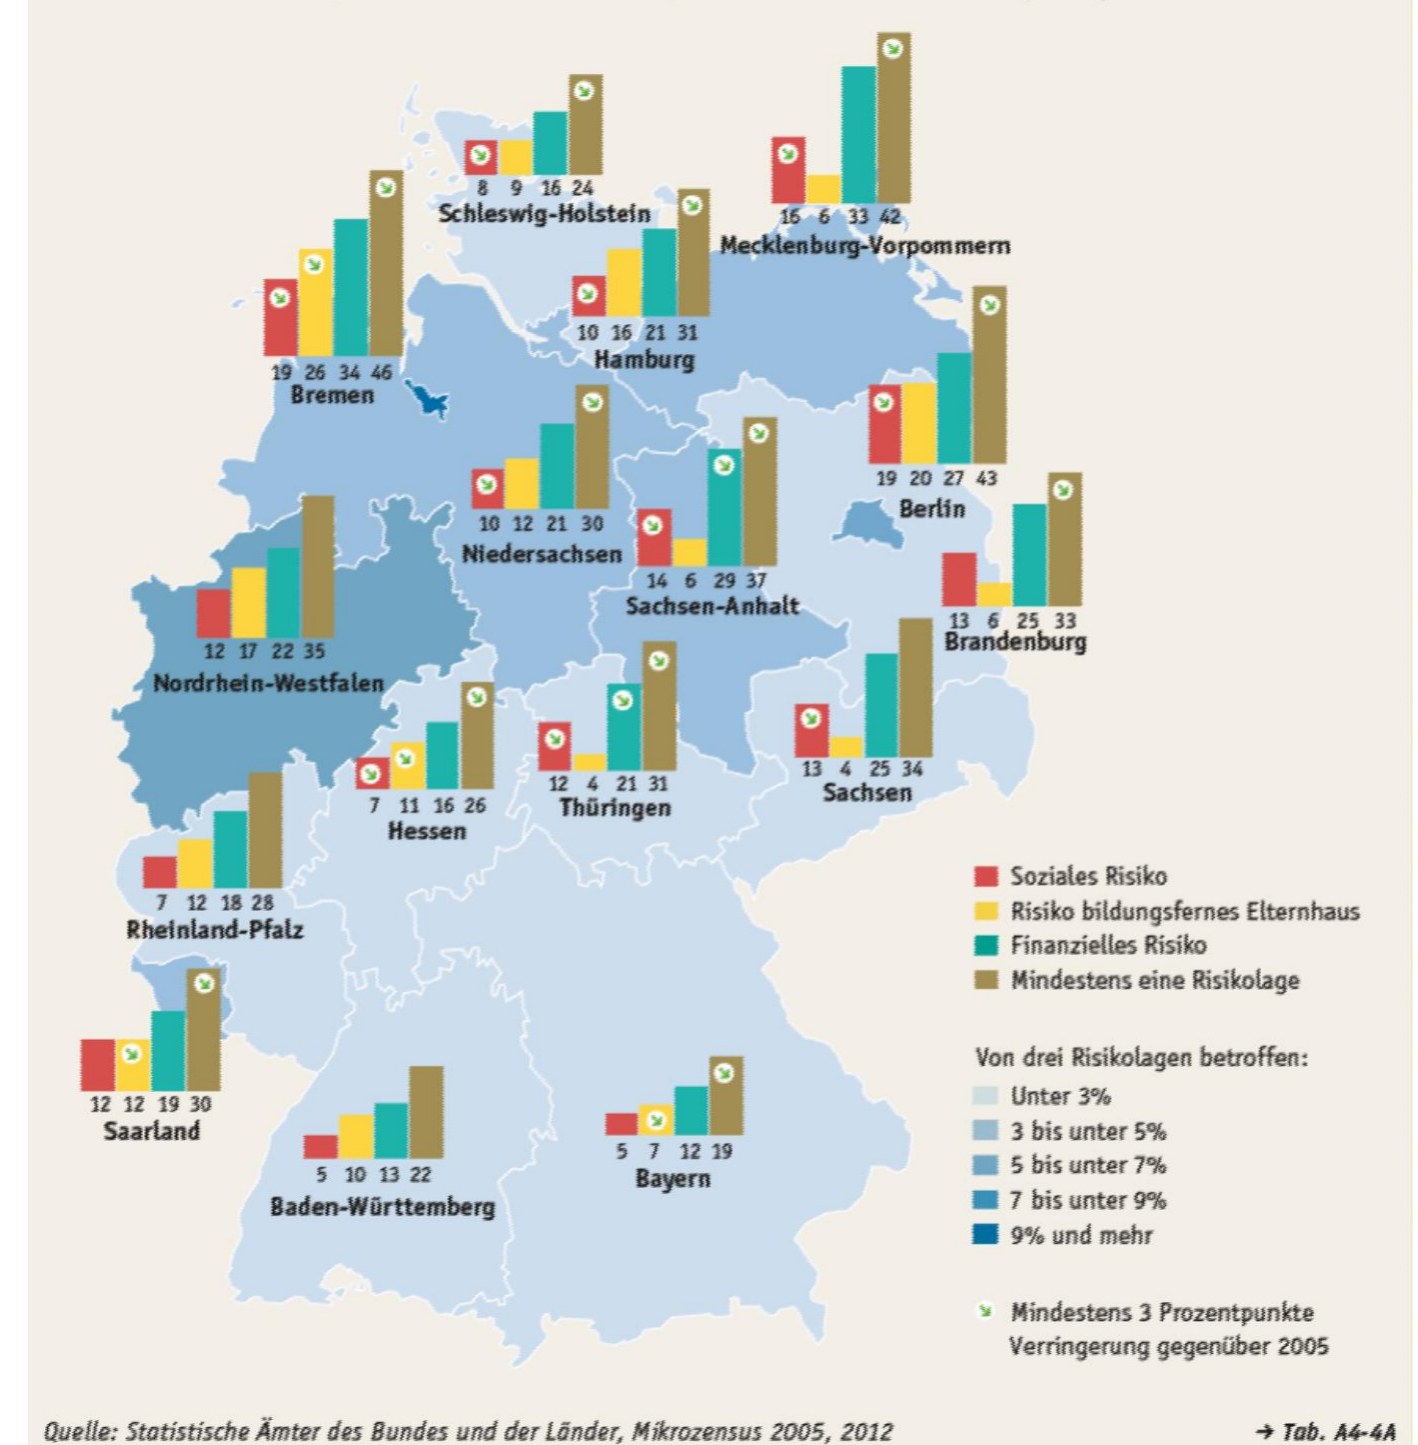 8 9 16 24
Schleswig-Holstein
16 6 33 42
Mecklenburg-Vorpommern
10 16 21 31
Hamburg
19 26 34 46
Bremen
19 20 27 43
Berlin
10 12 21 30
Niedersachsen
14 6 29 37
Sachsen-Anhalt
13 6 25 33
Brandenburg
12 17 22 35
Nordrhein-Westfalen
13 4 25 34
Sachsen
12 4 21 31
Thüringen
7 11 16 26
Hessen
7 12 18 28
Rheinland-Pfalz
12 12 19 30
Saarland
5 10 13 22
Baden-Württemberg
5 7 12 19
Bayern
Soziales Risiko
Risiko bildungsfernes Elternhaus
Finanzielles Risiko
Mindestens eine Risikolage
Von drei Risikolagen betroffen:
Unter 3%
3 bis unter 5%
5 bis unter 7%
7 bis unter 9%
9% und mehr
Mindestens 3 Prozentpunkte
Verringerung gegenüber 2005
Quelle: Statistische Ämter des Bundes und der Länder, Mikrozensus 2005, 2012
→ Tab. A4-4A